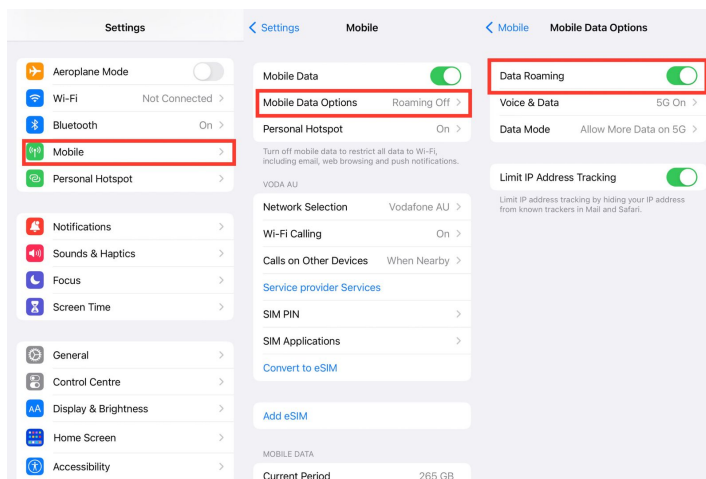 Settings
Aeroplane Mode
Wi-Fi Not Connected
Bluetooth On
Mobile
Personal Hotspot
Notifications
Sounds & Haptics
Focus
Screen Time
General
Control Centre
AA Display & Brightness
Home Screen
Accessibility
Settings Mobile
Mobile Data
Mobile Data Options Roaming Off
Personal Hotspot On
Turn off mobile data to restrict all data to Wi-Fi,
including email, web browsing and push notifications.
VODA AU
Network Selection Vodafone AU
Wi-Fi Calling On
Calls on Other Devices When Nearby
Service provider Services
SIM PIN
SIM Applications
Convert to eSIM
Add eSIM
MOBILE DATA
Current Period 265 GB
Mobile Mobile Data Options
Data Roaming
Voice & Data 5G On
Data Mode Allow More Data on 5G
Limit IP Address Tracking
Limit IP address tracking by hiding your IP address
from known trackers in Mail and Safari.